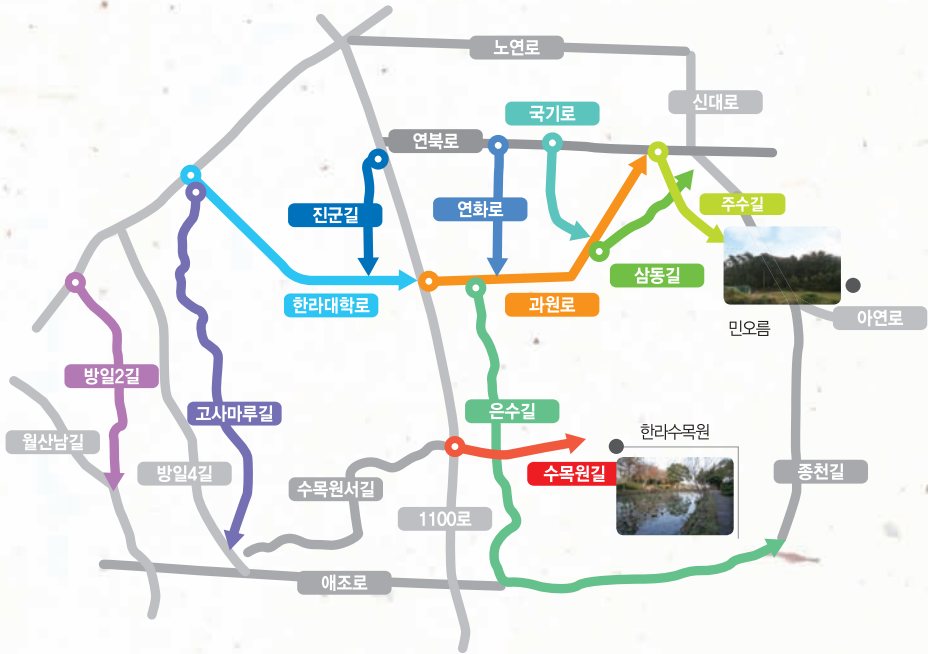 노연로
신대로
국기로
연북로
주수길
진군길
연화로
삼동길
한라대학로
과원로
아연로
민오름
방일2길
고사마루길
은수길
한라수목원
월산남길
방일4길
수목원서길
수목원길
종천길
1100로
애조로